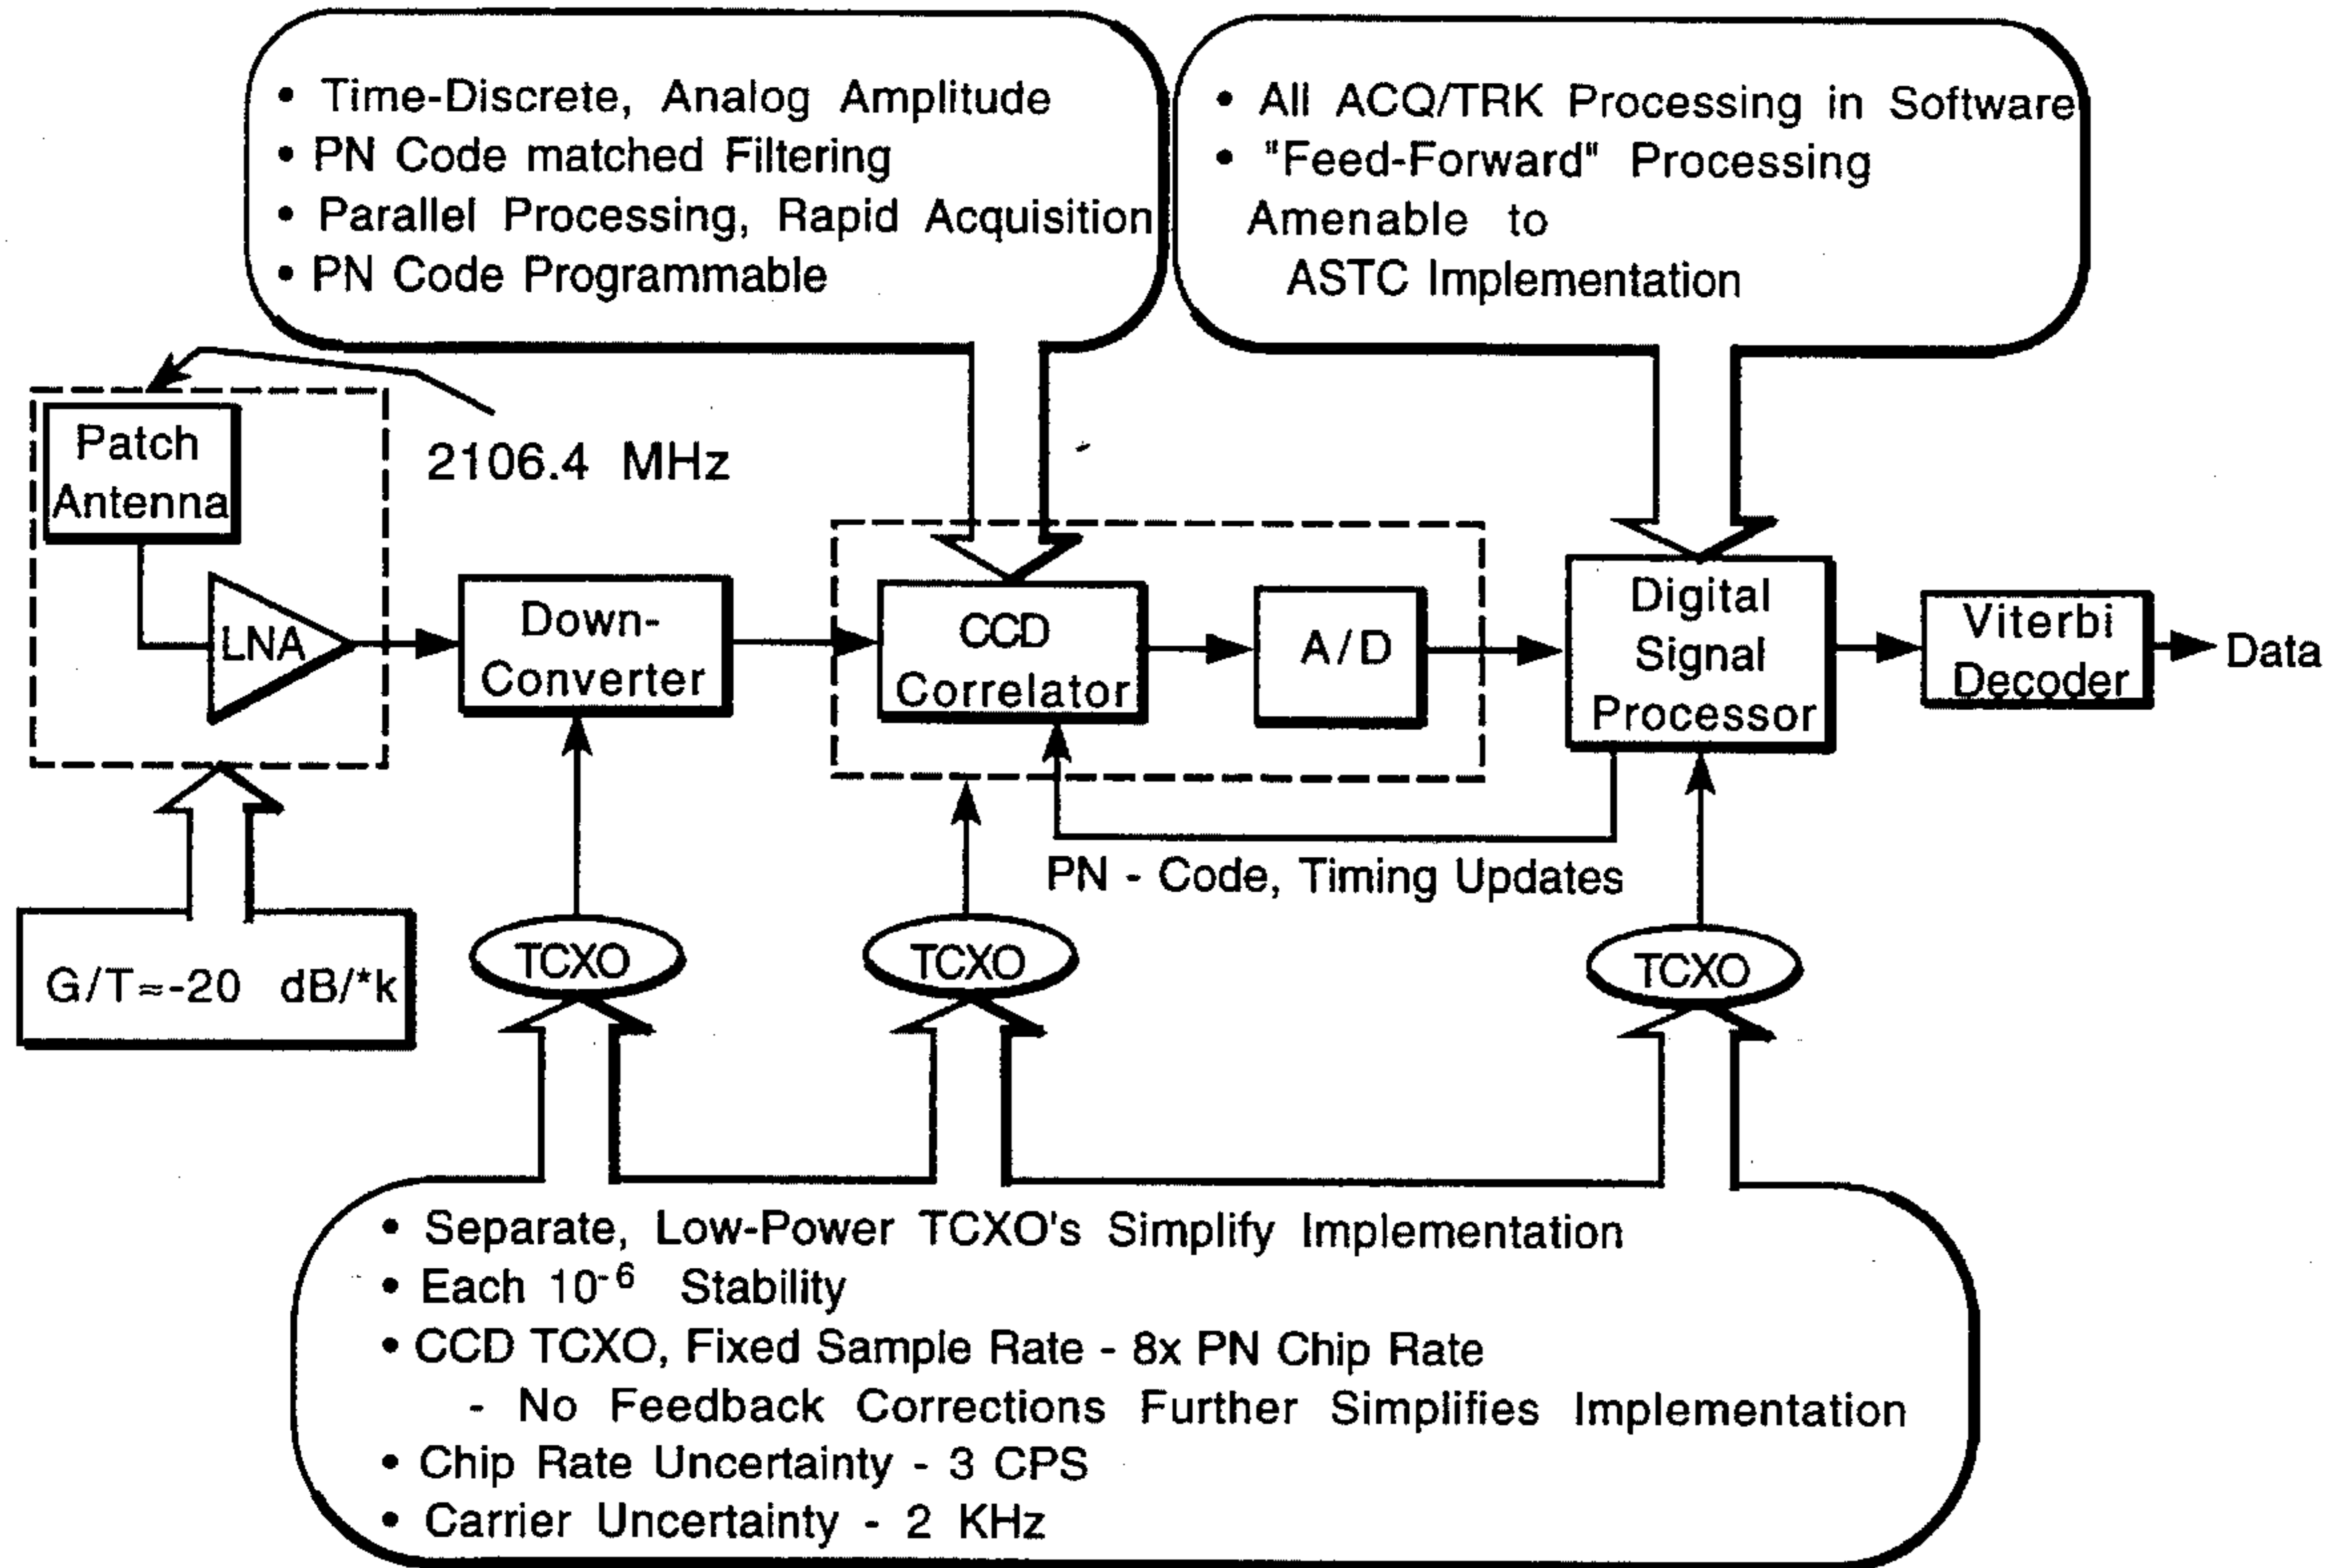 • Time-Discrete, Analog Amplitude
• PN Code matched Filtering
• Parallel Processing, Rapid Acquisition
• PN Code Programmable
• All ACQ/TRK Processing in Software
• "Feed-Forward" Processing
Amenable to
ASTC Implementation
Patch
Antenna
2106.4 MHz
LNA
Down-
Converter
CCD
Correlator
A/D
Digital
Signal
Processor
Viterbi
Decoder
Data
PN - Code, Timing Updates
G/T≈-20 dB/*k
TCXO
TCXO
TCXO
• Separate, Low-Power TCXO's Simplify Implementation
• Each 10⁻⁶ Stability
• CCD TCXO, Fixed Sample Rate - 8x PN Chip Rate
- No Feedback Corrections Further Simplifies Implementation
• Chip Rate Uncertainty - 3 CPS
• Carrier Uncertainty - 2 KHz